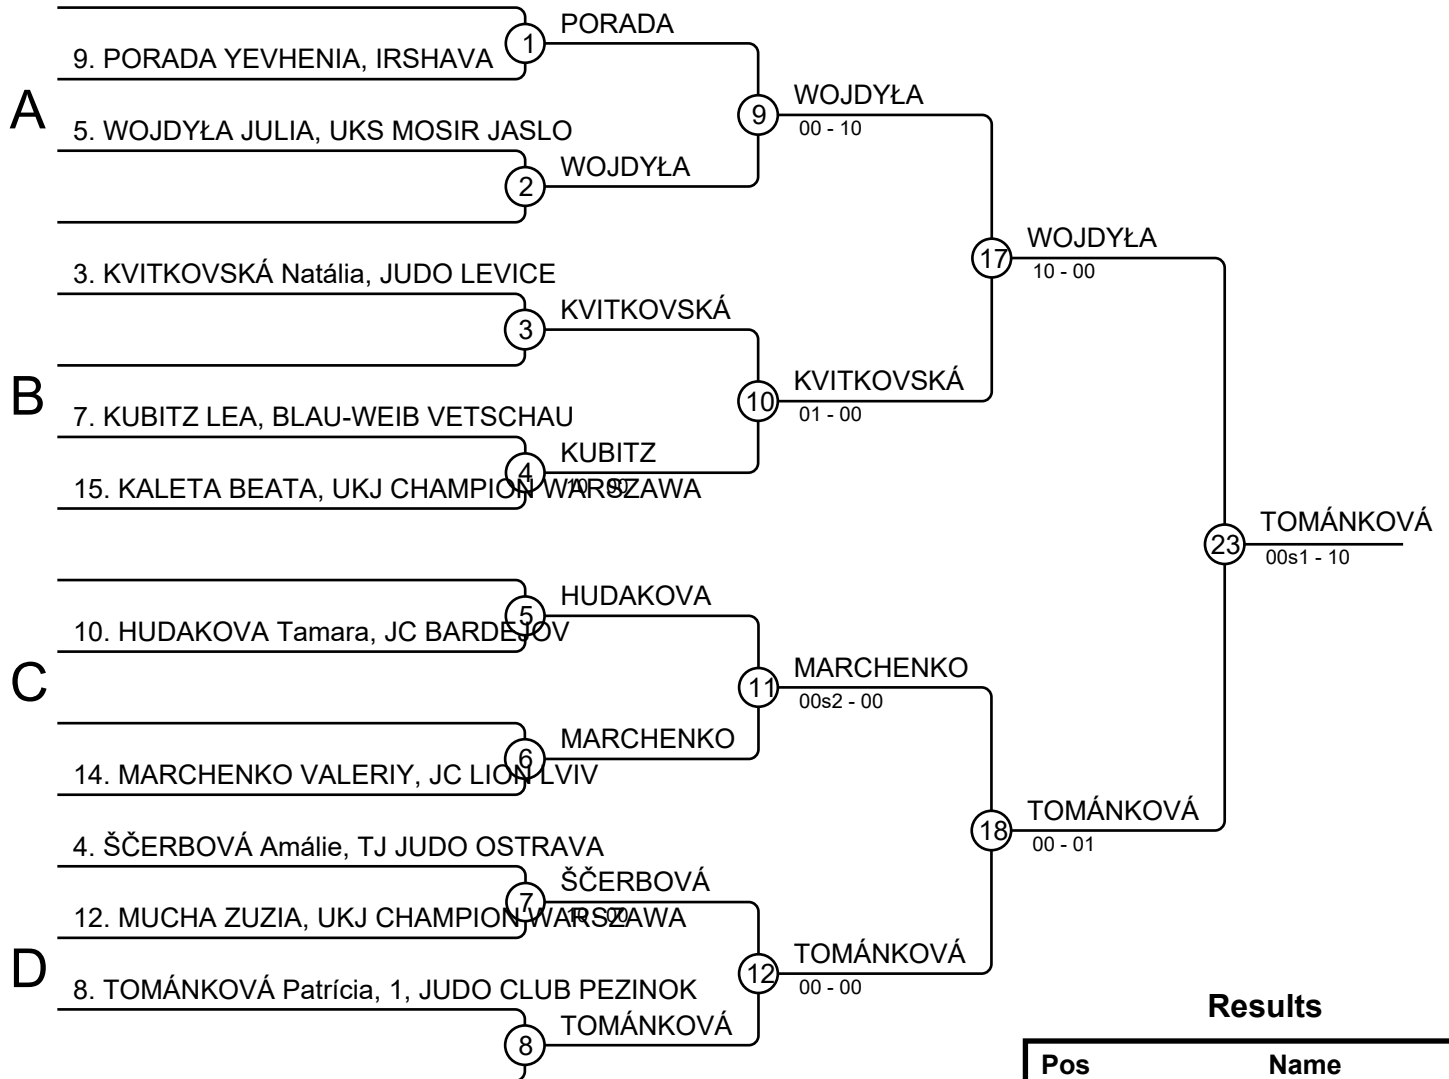 A
9. PORADA YEVHENIA, IRSHAVA
5. WOJDYŁA JULIA, UKS MOSIR JASLO
1
PORADA
2
WOJDYŁA
9
WOJDYŁA
00 - 10
B
3. KVITKOVSKÁ Natália, JUDO LEVICE
7. KUBITZ LEA, BLAU-WEIB VETSCHAU
15. KALETA BEATA, UKJ CHAMPION WARSZAWA
3
KVITKOVSKÁ
4
KUBITZ
10 - 00
10
KVITKOVSKÁ
01 - 00
17
WOJDYŁA
10 - 00
C
10. HUDAKOVA Tamara, JC BARDEJOV
14. MARCHENKO VALERIY, JC LION LVIV
5
HUDAKOVA
6
MARCHENKO
11
MARCHENKO
00s2 - 00
D
4. ŠČERBOVÁ Amálie, TJ JUDO OSTRAVA
12. MUCHA ZUZIA, UKJ CHAMPION WARSZAWA
8. TOMÁNKOVÁ Patrícia, 1, JUDO CLUB PEZINOK
7
ŠČERBOVÁ
10 - 00
8
TOMÁNKOVÁ
12
TOMÁNKOVÁ
00 - 00
18
TOMÁNKOVÁ
00 - 01
23
TOMÁNKOVÁ
00s1 - 10
Results
Pos Name